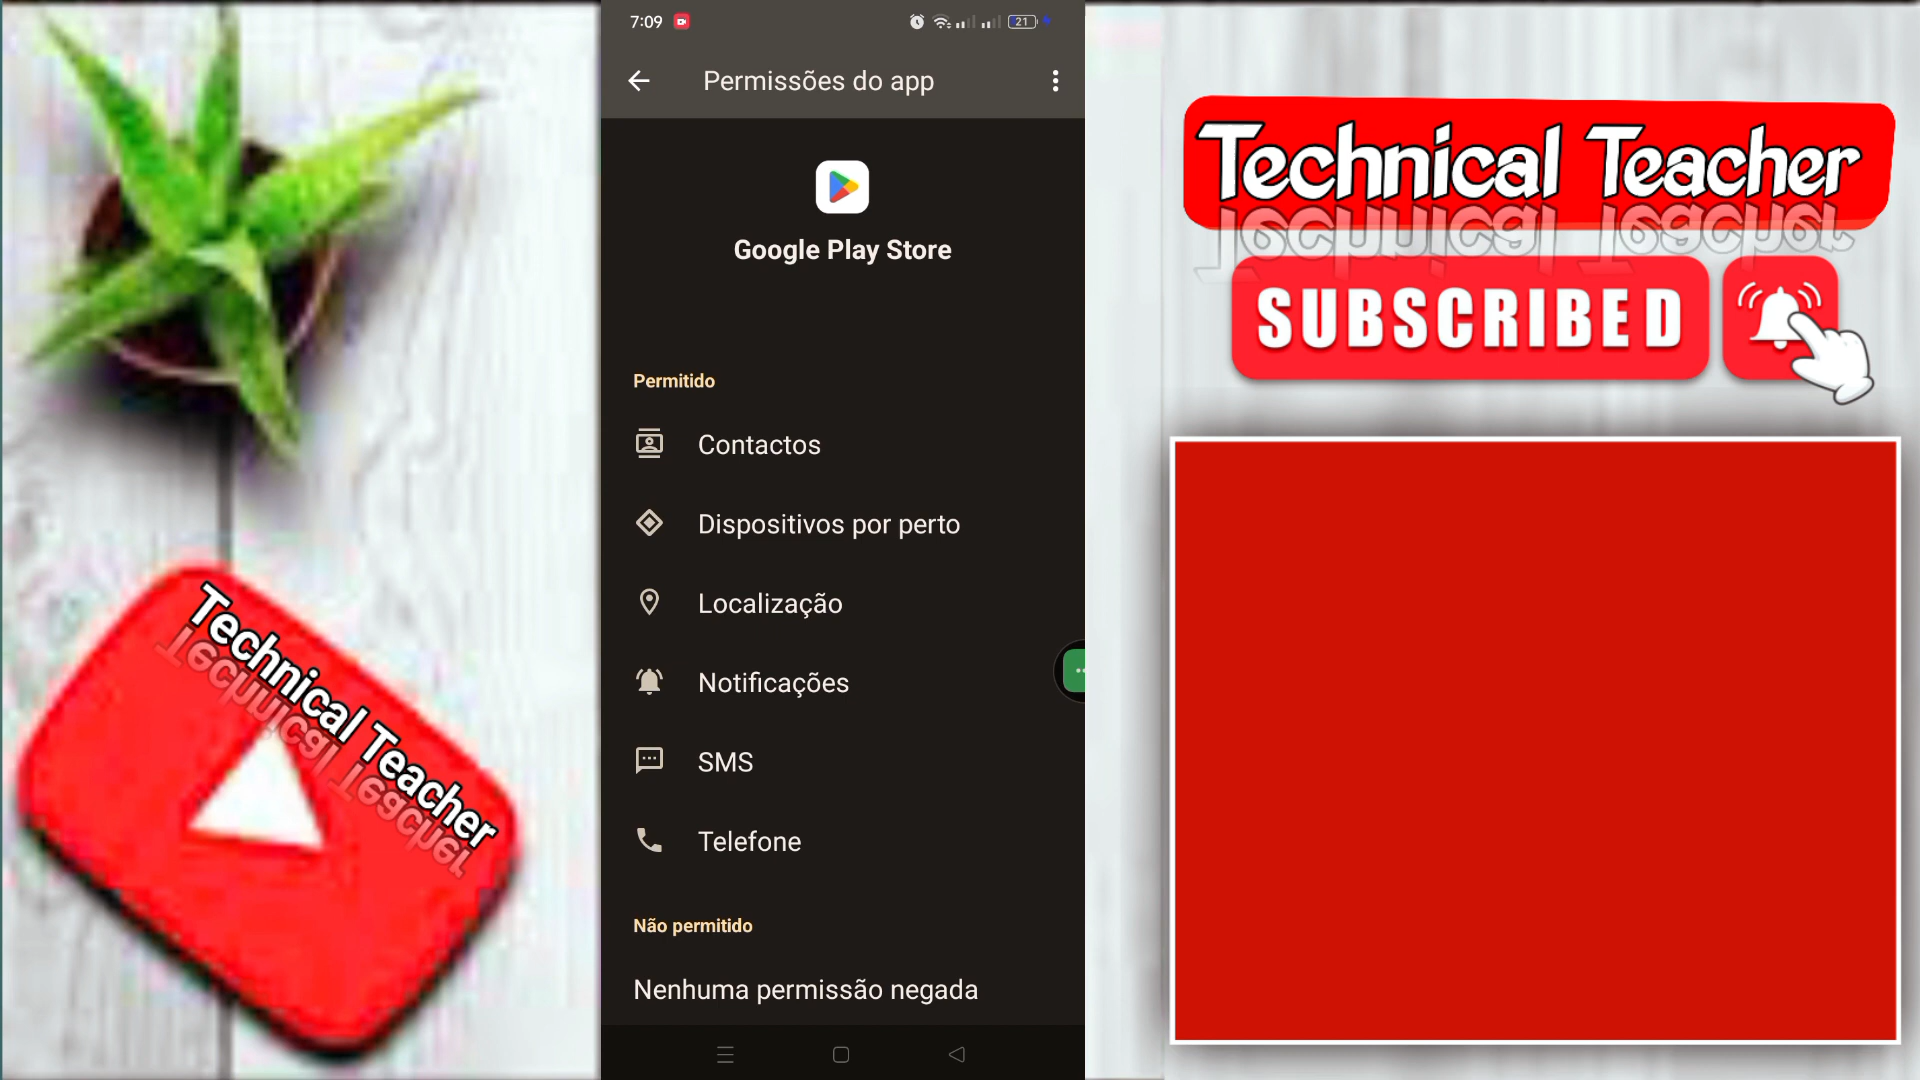 7:09
21
Permissões do app
Google Play Store
Permitido
Contactos
Dispositivos por perto
Localização
Notificações
SMS
Telefone
Não permitido
Nenhuma permissão negada
Technical Teacher
Technical Teacher
SUBSCRIBED